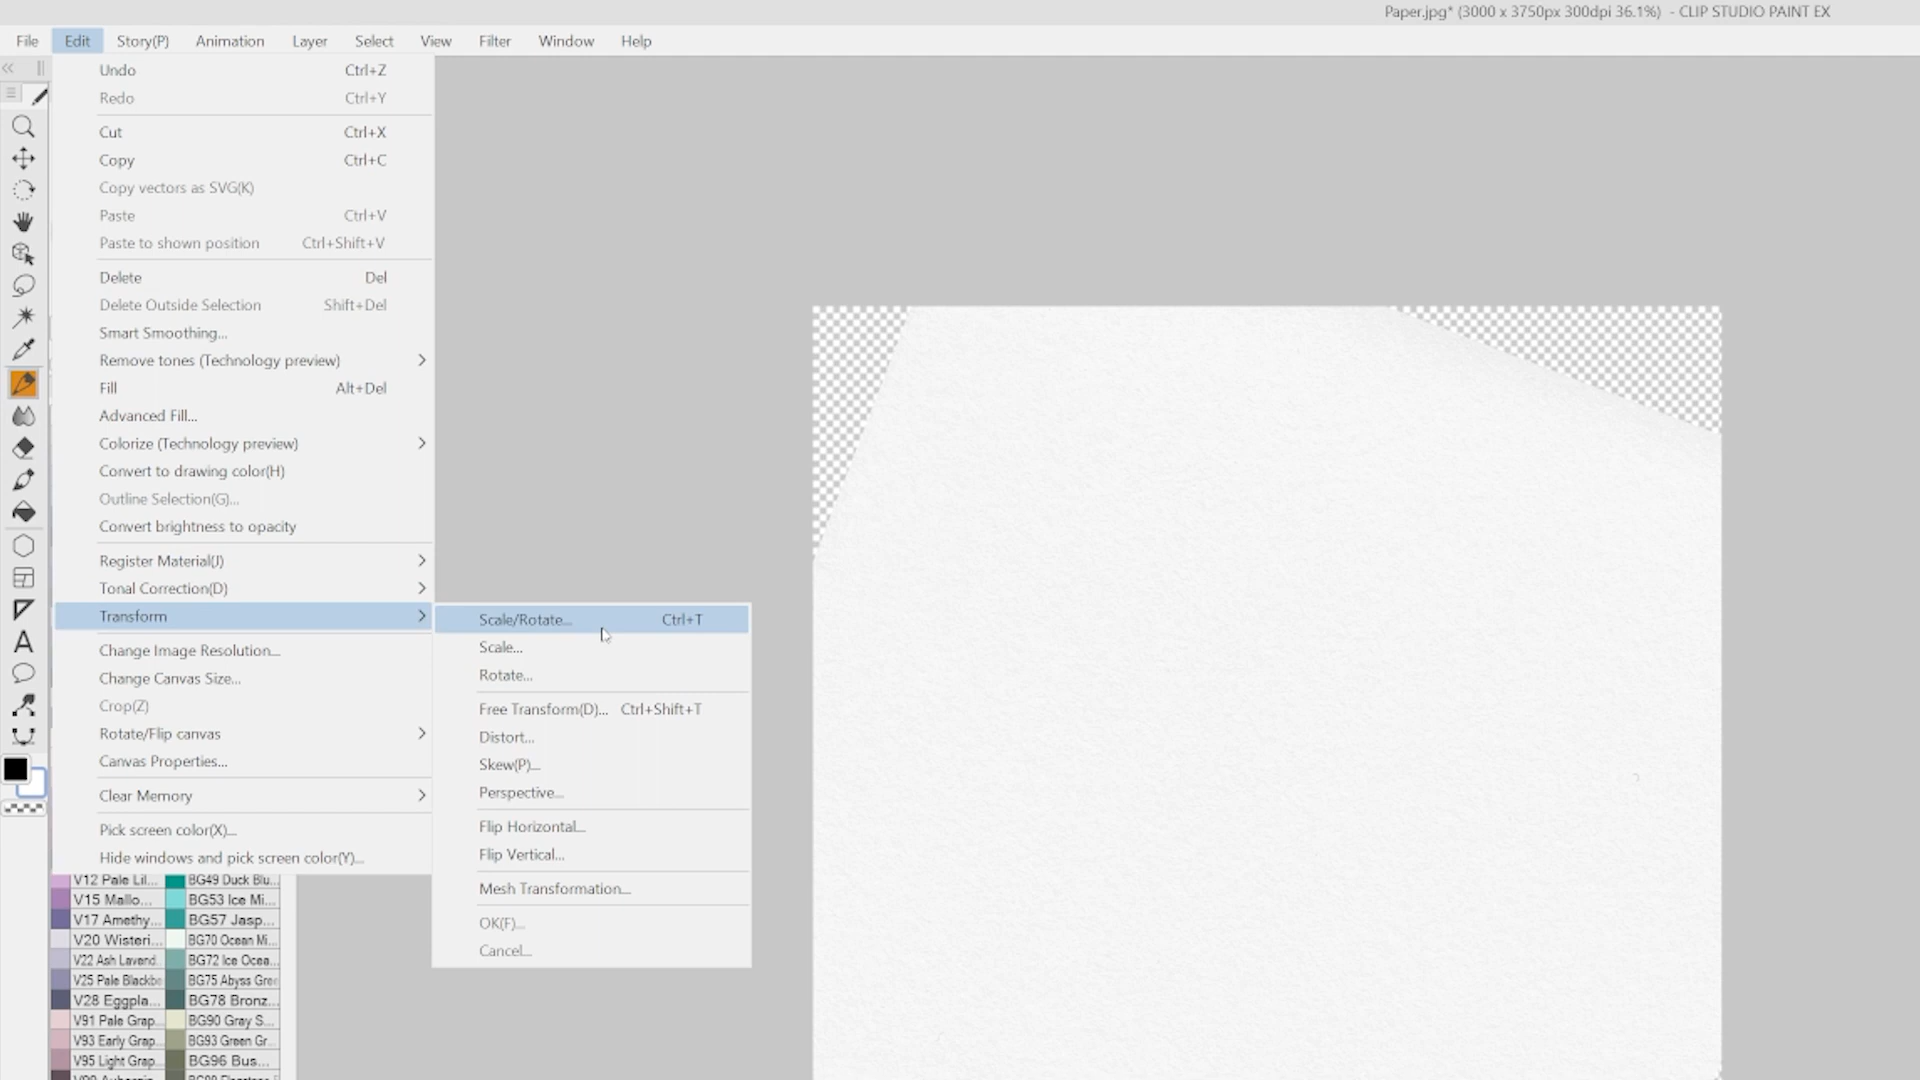 Paper.jpg* (3000 x 3750px 300dpi 36.1%) - CLIP STUDIO PAINT EX
File Edit Story(P) Animation Layer Select View Filter Window Help
Undo Ctrl+Z
Redo Ctrl+Y
Cut Ctrl+X
Copy Ctrl+C
Copy vectors as SVG(K)
Paste Ctrl+V
Paste to shown position Ctrl+Shift+V
Delete Del
Delete Outside Selection Shift+Del
Smart Smoothing...
Remove tones (Technology preview)
Fill Alt+Del
Advanced Fill...
Colorize (Technology preview)
Convert to drawing color(H)
Outline Selection(G)...
Convert brightness to opacity
Register Material(J)
Tonal Correction(D)
Transform
Change Image Resolution...
Change Canvas Size...
Crop(Z)
Rotate/Flip canvas
Canvas Properties...
Clear Memory
Pick screen color(X)...
Hide windows and pick screen color(Y)...
Scale/Rotate... Ctrl+T
Scale...
Rotate...
Free Transform(D)... Ctrl+Shift+T
Distort...
Skew(P)...
Perspective...
Flip Horizontal...
Flip Vertical...
Mesh Transformation...
OK(F)...
Cancel...
V12 Pale Lil... BG49 Duck Blu...
V15 Mallo... BG53 Ice Mi...
V17 Amethy... BG57 Jasp...
V20 Wisteri... BG70 Ocean Mi...
V22 Ash Lavend. BG72 Ice Ocea...
V25 Pale Blackbe BG75 Abyss Gre
V28 Eggpla... BG78 Bronz...
V91 Pale Grap.. BG90 Gray S...
V93 Early Grap.. BG93 Green Gr..
V95 Light Grap.. BG96 Bus...